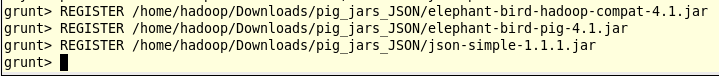 grunt> REGISTER /home/hadoop/Downloads/pig_jars_JSON/elephant-bird-hadoop-compat-4.1.jar
grunt> REGISTER /home/hadoop/Downloads/pig_jars_JSON/elephant-bird-pig-4.1.jar
grunt> REGISTER /home/hadoop/Downloads/pig_jars_JSON/json-simple-1.1.1.jar
grunt>